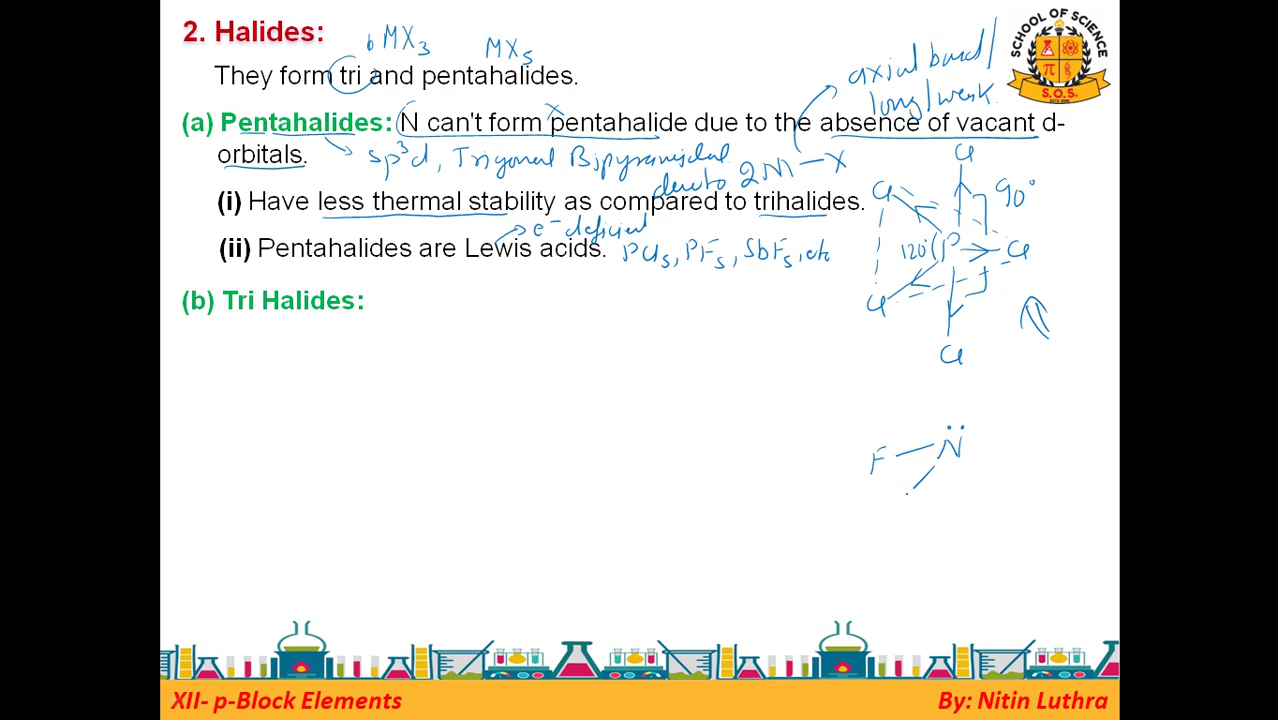 2. Halides:
MX3 MX5
They form tri and pentahalides.
axial bond/
long/weak.
SCHOOL OF SCIENCE
S.O.S.
(a) Pentahalides: N can't form pentahalide due to the absence of vacant d-
orbitals.
sp3d, Trigonal Bipyramidal
due to 2 M-X
(i) Have less thermal stability as compared to trihalides.
e- deficient
(ii) Pentahalides are Lewis acids. PCl5, PF5, SbF5, etc
Cl
Cl 90°
120° P Cl
Cl
Cl
(b) Tri Halides:
F N
XII- p-Block Elements
By: Nitin Luthra